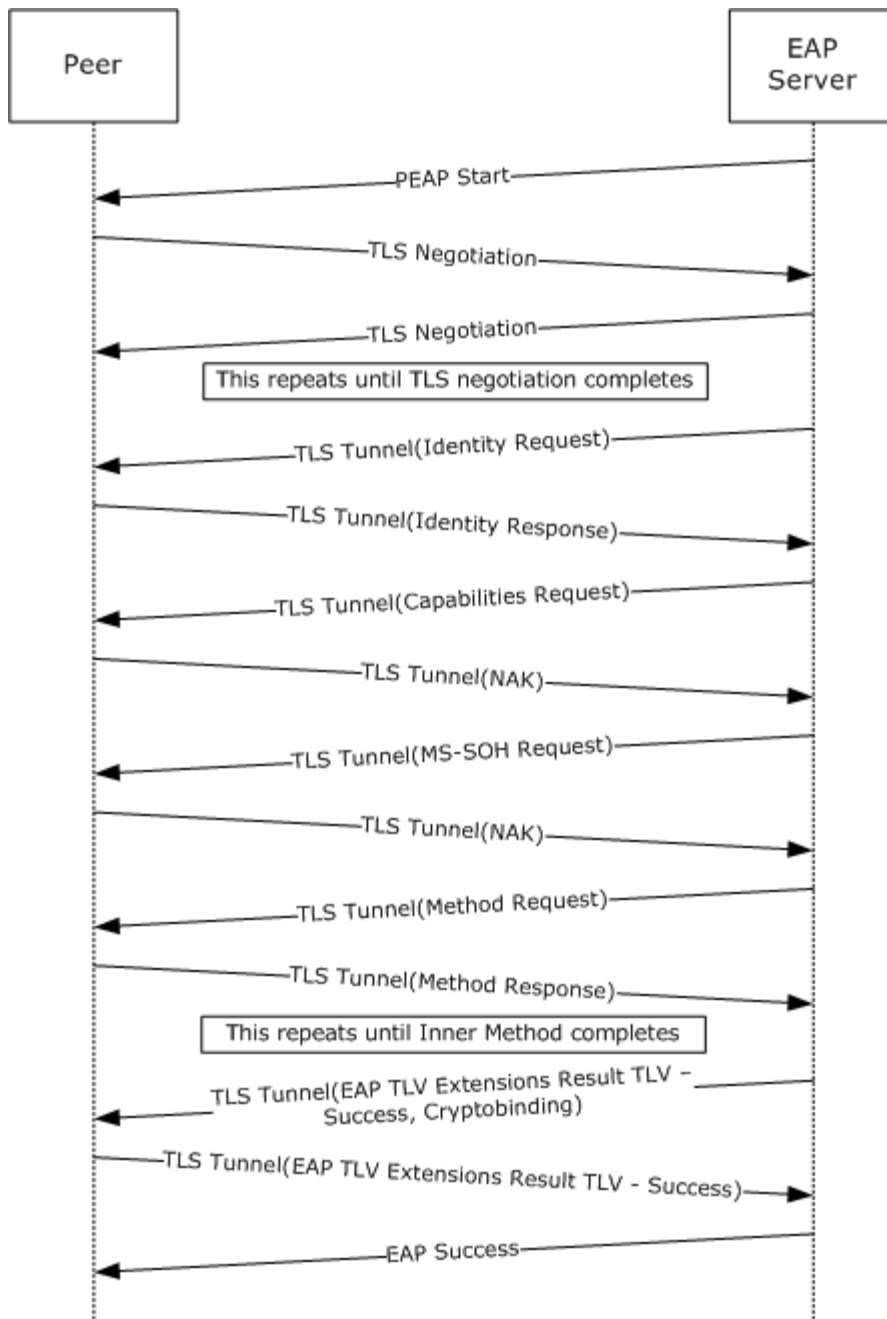 Peer
EAP
Server
PEAP Start
TLS Negotiation
TLS Negotiation
This repeats until TLS negotiation completes
TLS Tunnel(Identity Request)
TLS Tunnel(Identity Response)
TLS Tunnel(Capabilities Request)
TLS Tunnel(NAK)
TLS Tunnel(MS-SOH Request)
TLS Tunnel(NAK)
TLS Tunnel(Method Request)
TLS Tunnel(Method Response)
This repeats until Inner Method completes
TLS Tunnel(EAP TLV Extensions Result TLV –
Success, Cryptobinding)
TLS Tunnel(EAP TLV Extensions Result TLV - Success)
EAP Success